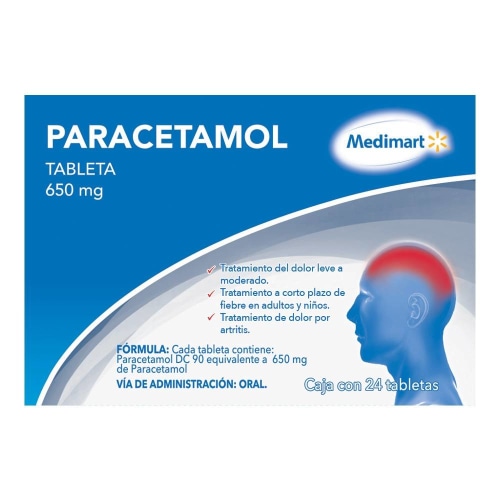 PARACETAMOL
TABLETA
650 mg
Medimart
Tratamiento del dolor leve a
moderado.
Tratamiento a corto plazo de
fiebre en adultos y niños.
Tratamiento de dolor por
artritis.
FÓRMULA: Cada tableta contiene:
Paracetamol DC 90 equivalente a 650 mg
de Paracetamol
VÍA DE ADMINISTRACIÓN: ORAL.
Caja con 24 tabletas